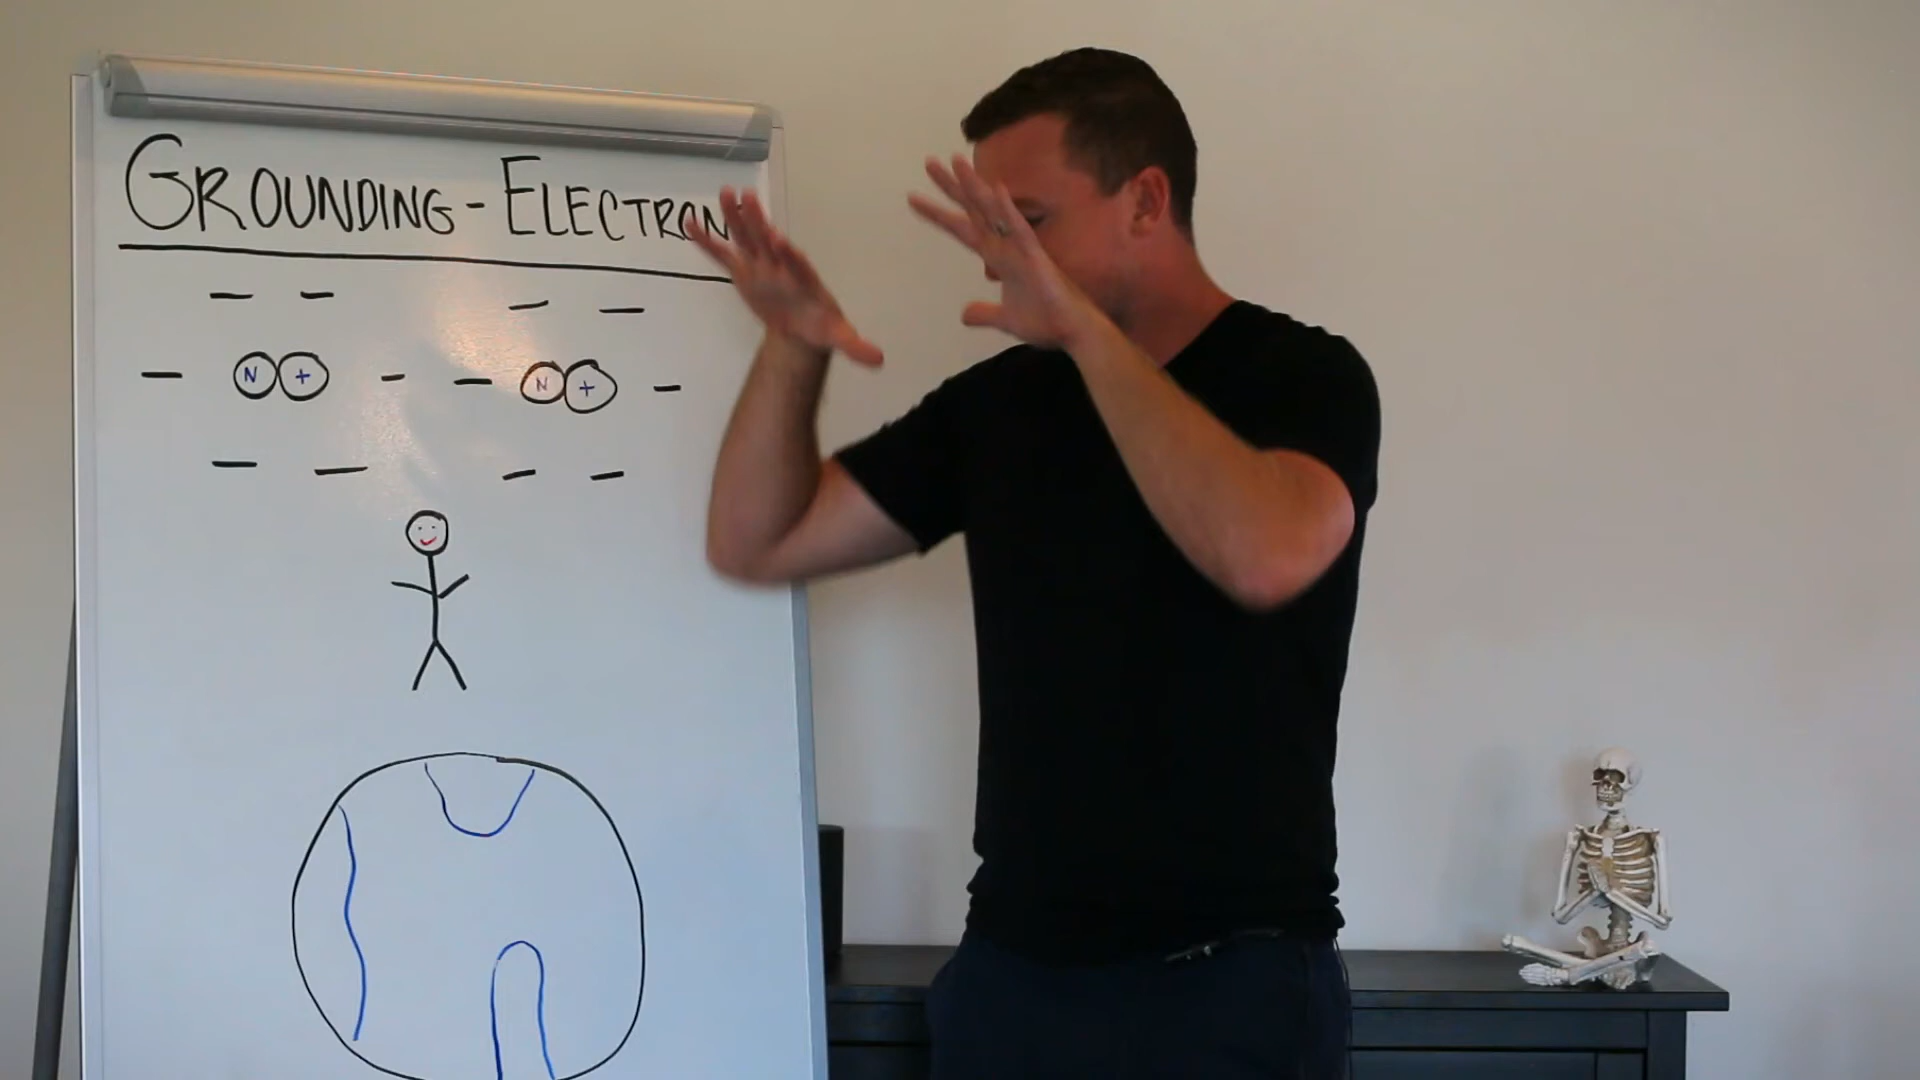 GROUNDING - ELECTRON
N + N +